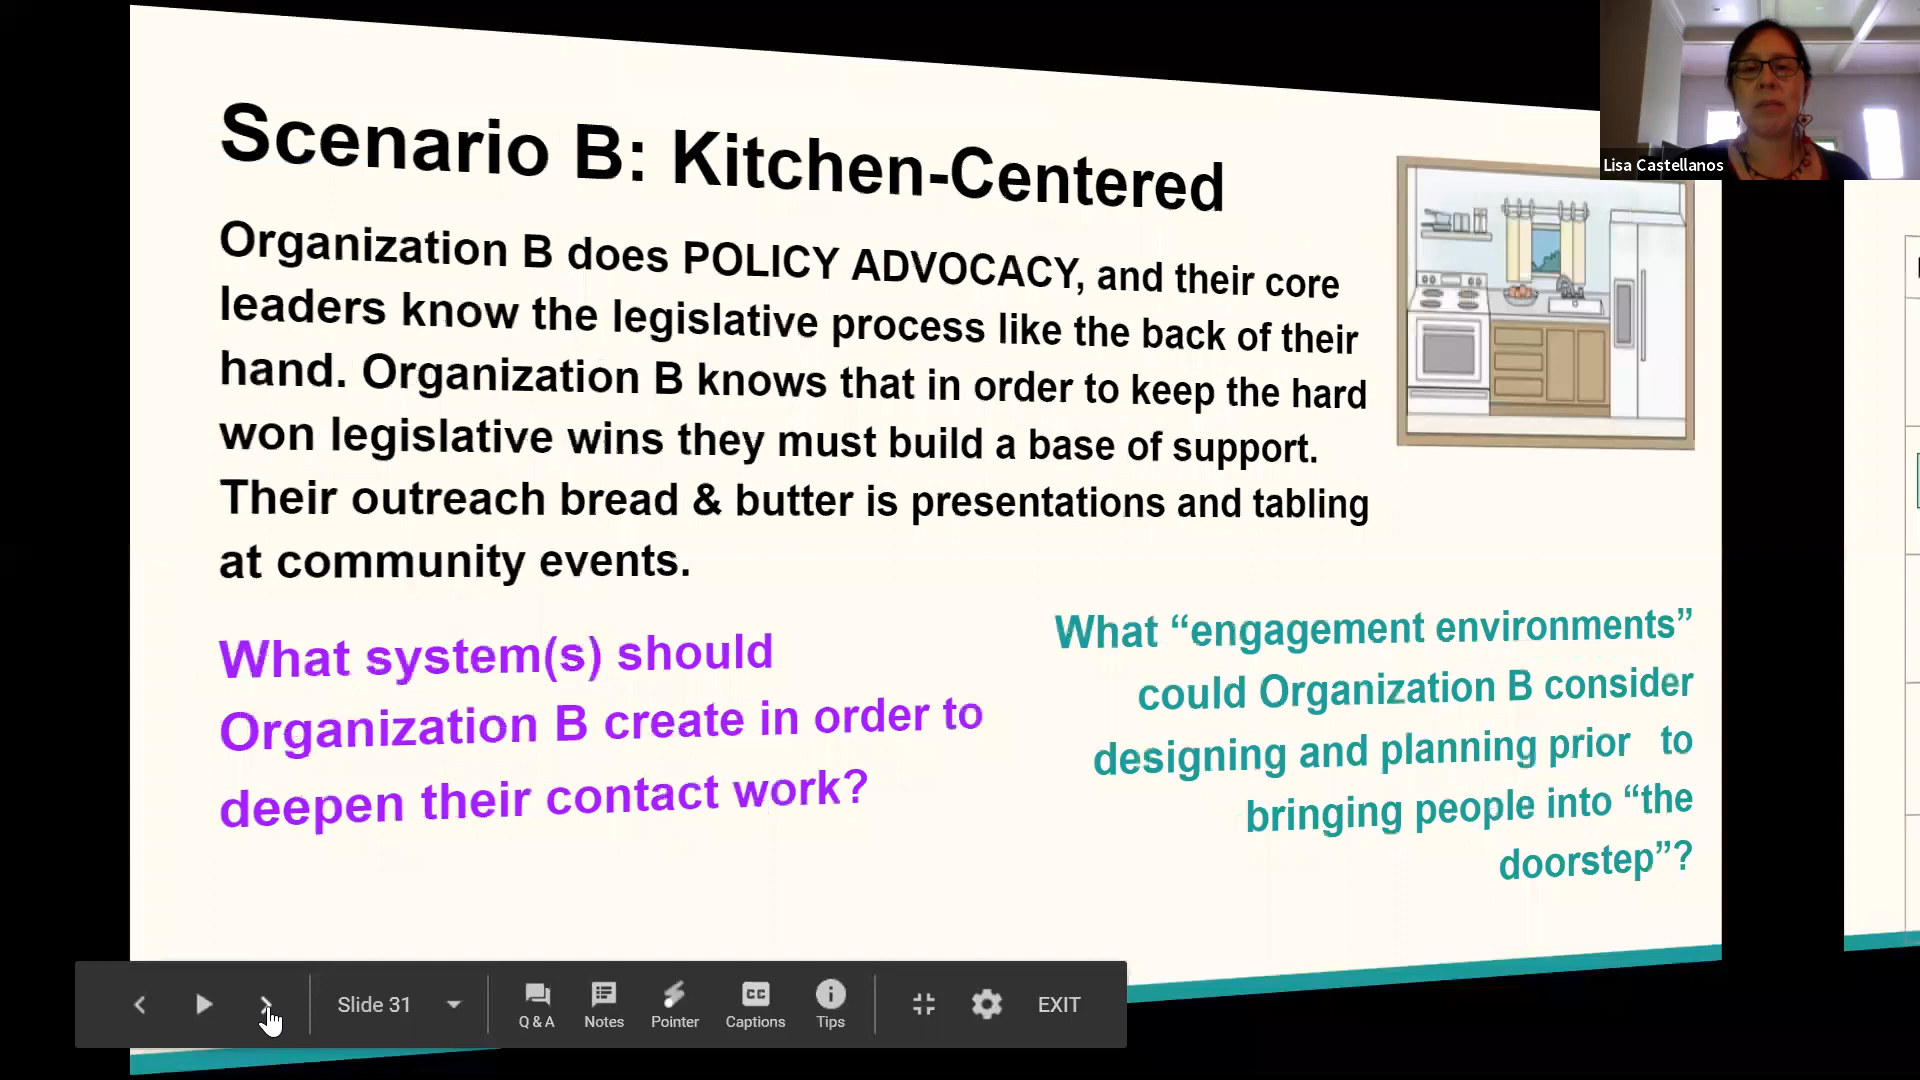 Scenario B: Kitchen-Centered
Organization B does POLICY ADVOCACY, and their core
leaders know the legislative process like the back of their
hand. Organization B knows that in order to keep the hard
won legislative wins they must build a base of support.
Their outreach bread & butter is presentations and tabling
at community events.
What system(s) should
Organization B create in order to
deepen their contact work?
What “engagement environments”
could Organization B consider
designing and planning prior to
bringing people into “the
doorstep”?
Lisa Castellanos
Slide 31
Q & A
Notes
Pointer
CC
Captions
Tips
EXIT